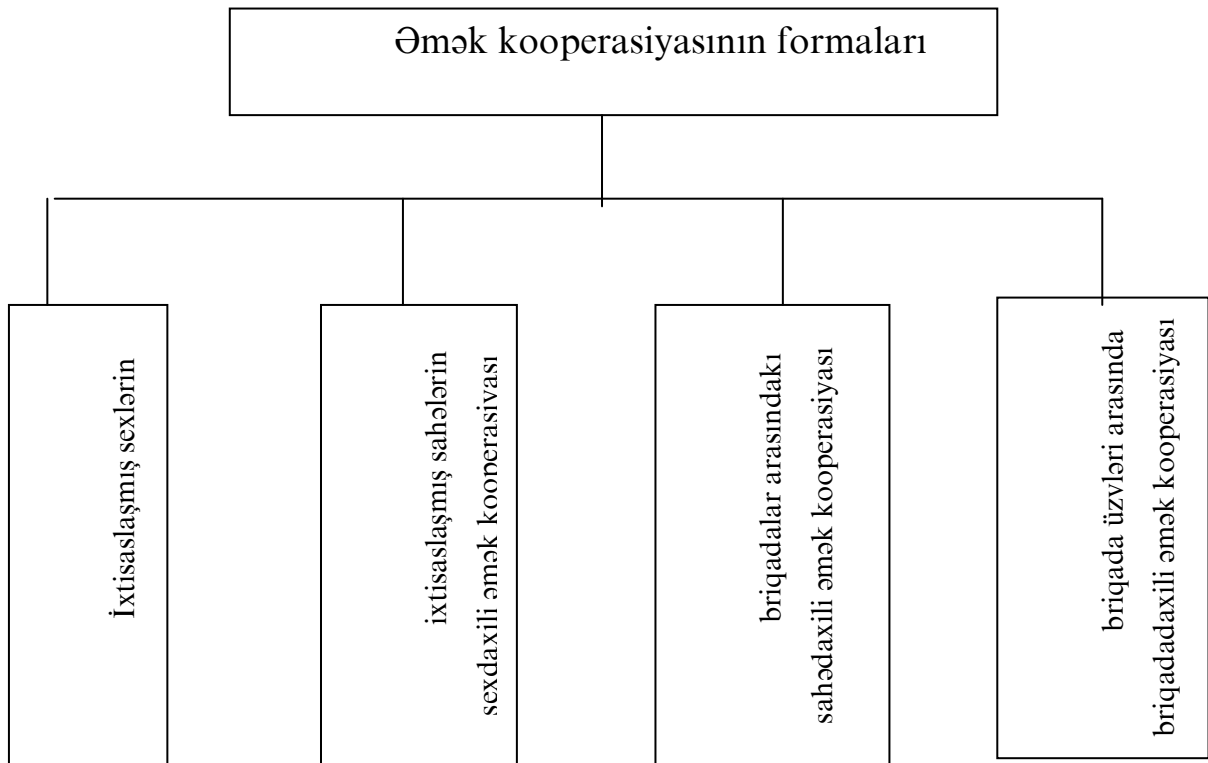 Əmək kooperasiyasının formaları
İxtisaslaşmış sexlərin
ixtisaslaşmış sahələrin
sexdaxili əmək kooperasiyası
briqadalar arasındakı
sahədaxili əmək kooperasiyası
briqada üzvləri arasında
briqadadaxili əmək kooperasiyası